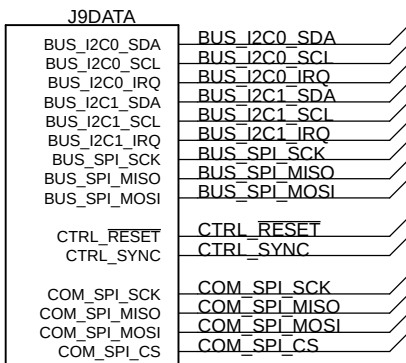 J9DATA
BUS_I2C0_SDA BUS_I2C0_SDA
BUS_I2C0_SCL BUS_I2C0_SCL
BUS_I2C0_IRQ BUS_I2C0_IRQ
BUS_I2C1_SDA BUS_I2C1_SDA
BUS_I2C1_SCL BUS_I2C1_SCL
BUS_I2C1_IRQ BUS_I2C1_IRQ
BUS_SPI_SCK BUS_SPI_SCK
BUS_SPI_MISO BUS_SPI_MISO
BUS_SPI_MOSI BUS_SPI_MOSI
CTRL_RESET CTRL_RESET
CTRL_SYNC CTRL_SYNC
COM_SPI_SCK COM_SPI_SCK
COM_SPI_MISO COM_SPI_MISO
COM_SPI_MOSI COM_SPI_MOSI
COM_SPI_CS COM_SPI_CS